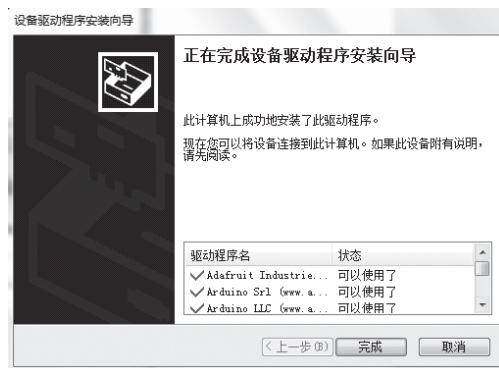 设备驱动程序安装向导
正在完成设备驱动程序安装向导
此计算机上成功地安装了此驱动程序。
现在您可以将设备连接到此计算机。如果此设备附有说明，
请先阅读。
驱动程序名 状态
Adafruit Industrie... 可以使用了
Arduino Srl (www. a... 可以使用了
Arduino LLC (www. a... 可以使用了
< 上一步(B) 完成 取消